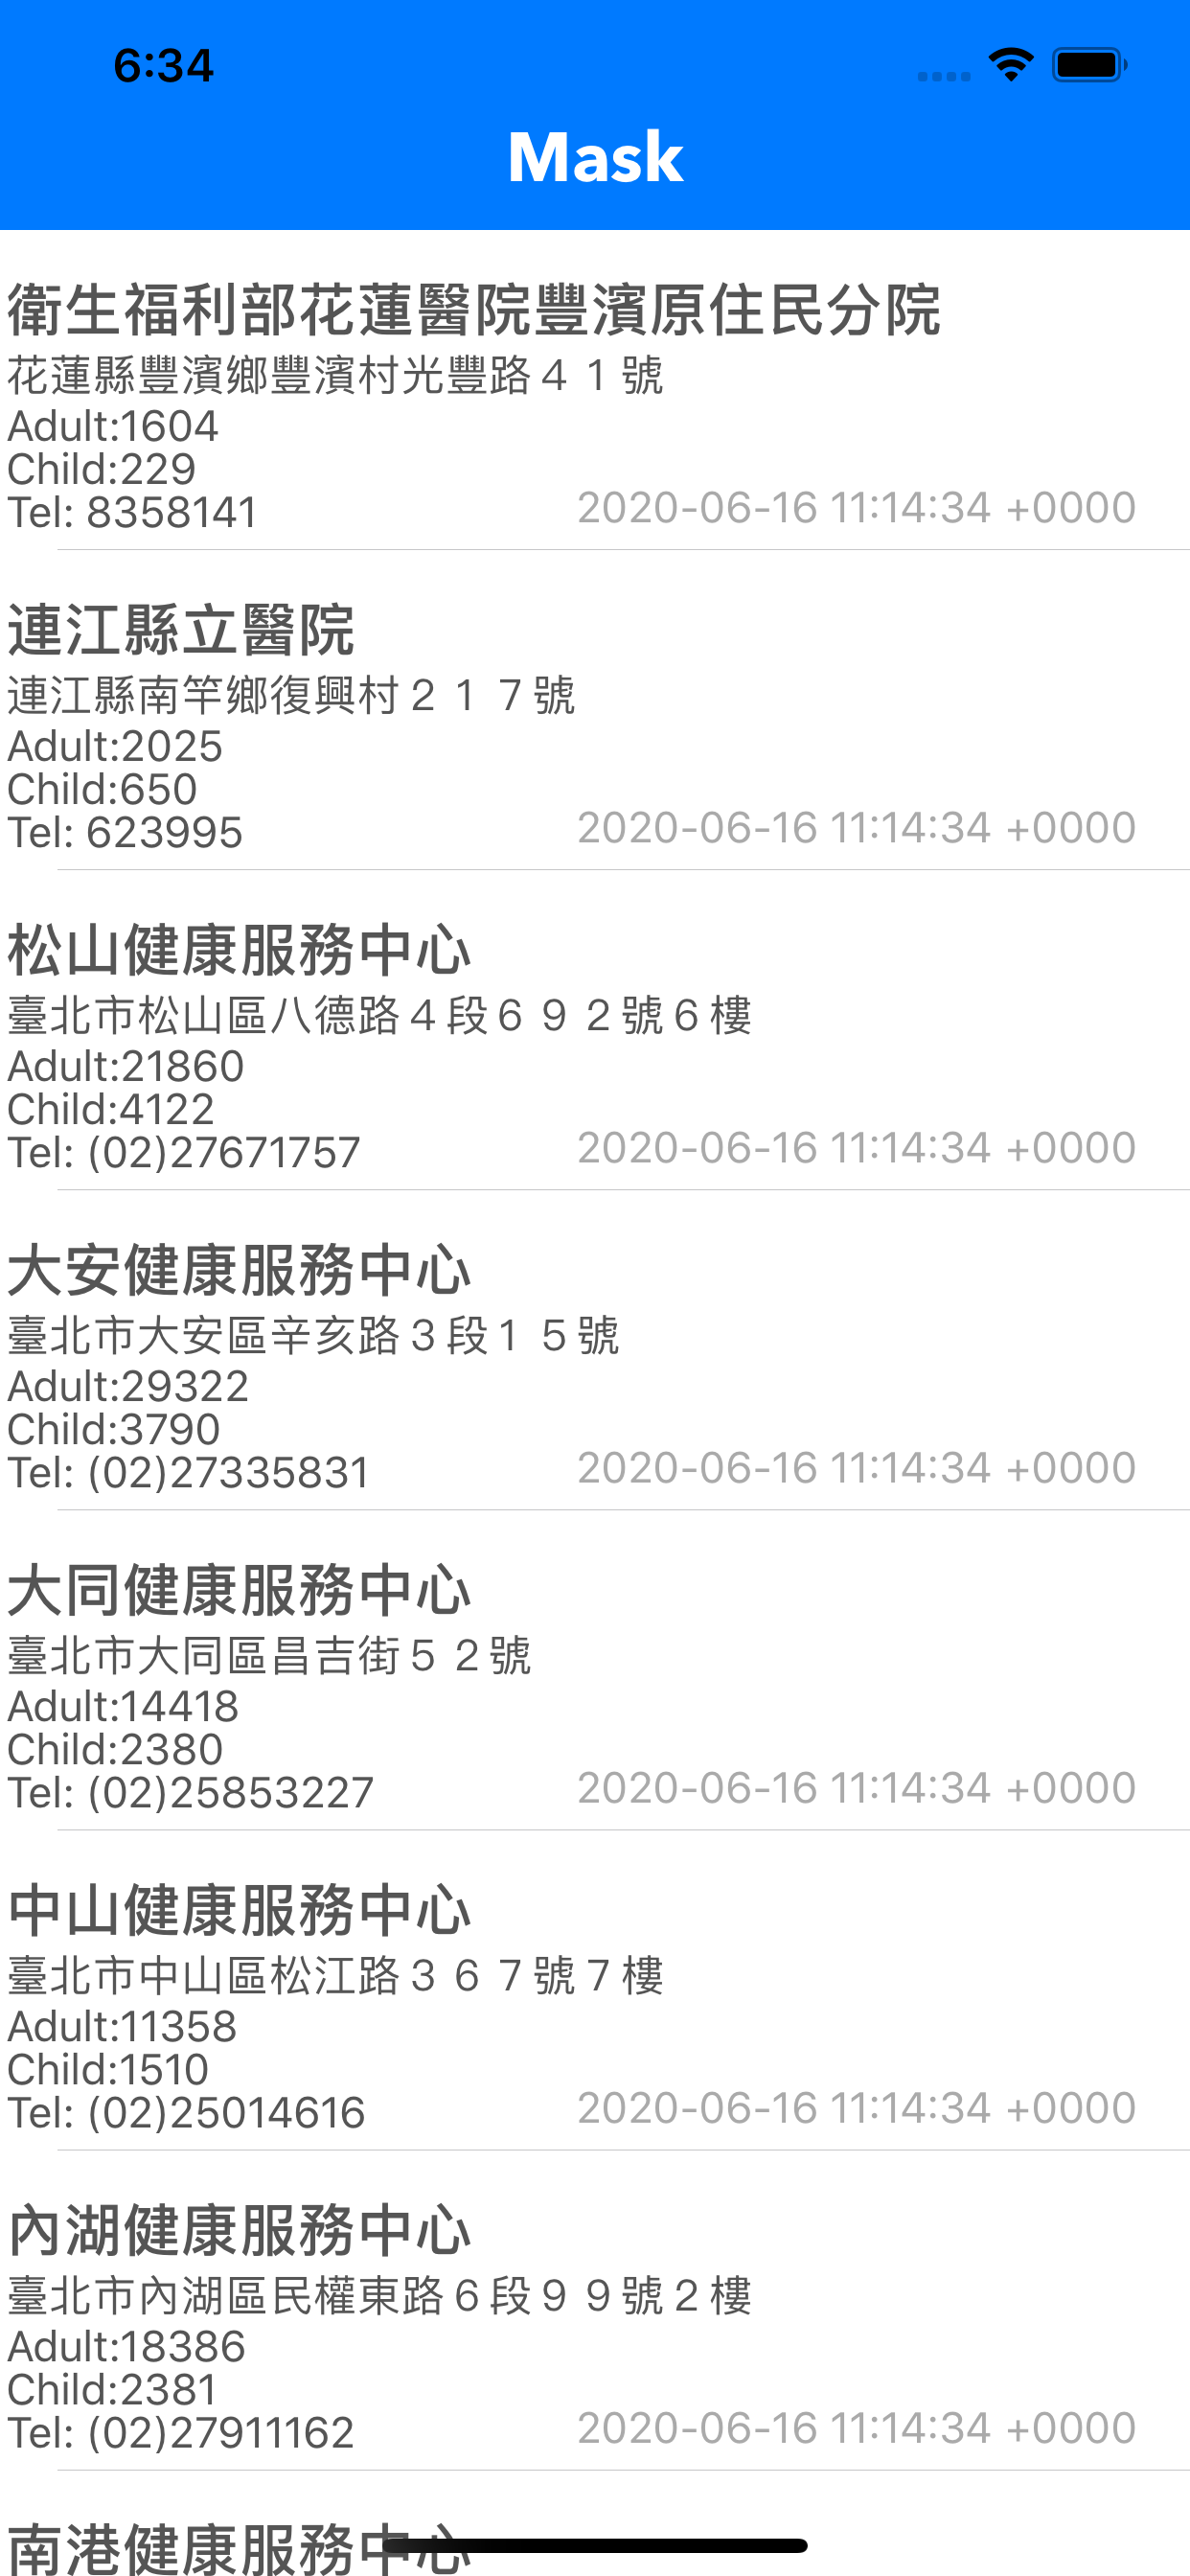 6:34
Mask
衛生福利部花蓮醫院豐濱原住民分院
花蓮縣豐濱鄉豐濱村光豐路４１號
Adult:1604
Child:229
Tel: 8358141
2020-06-16 11:14:34 +0000
連江縣立醫院
連江縣南竿鄉復興村２１７號
Adult:2025
Child:650
Tel: 623995
2020-06-16 11:14:34 +0000
松山健康服務中心
臺北市松山區八德路４段６９２號６樓
Adult:21860
Child:4122
Tel: (02)27671757
2020-06-16 11:14:34 +0000
大安健康服務中心
臺北市大安區辛亥路３段１５號
Adult:29322
Child:3790
Tel: (02)27335831
2020-06-16 11:14:34 +0000
大同健康服務中心
臺北市大同區昌吉街５２號
Adult:14418
Child:2380
Tel: (02)25853227
2020-06-16 11:14:34 +0000
中山健康服務中心
臺北市中山區松江路３６７號７樓
Adult:11358
Child:1510
Tel: (02)25014616
2020-06-16 11:14:34 +0000
內湖健康服務中心
臺北市內湖區民權東路６段９９號２樓
Adult:18386
Child:2381
Tel: (02)27911162
2020-06-16 11:14:34 +0000
南港健康服務中心